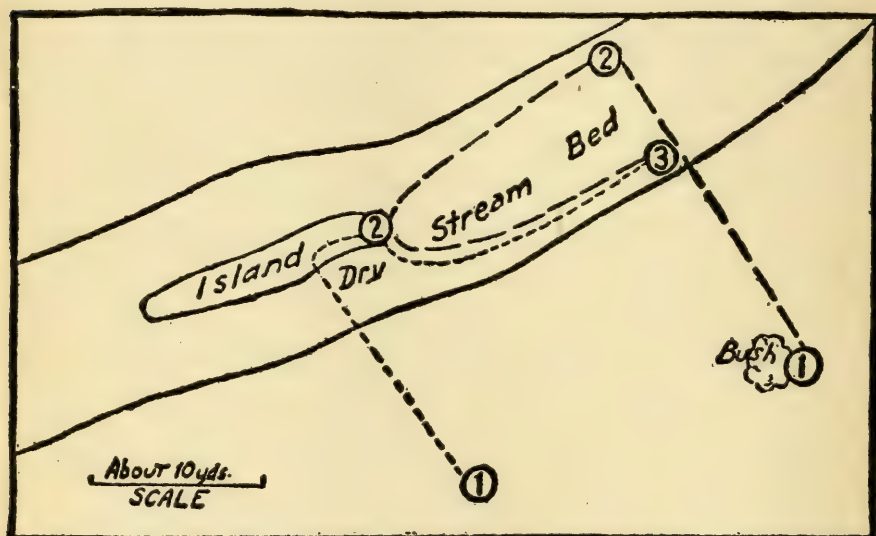 ②
Stream Bed
③
②
Island
Dry
Bush
①
①
About 10 yds.
SCALE